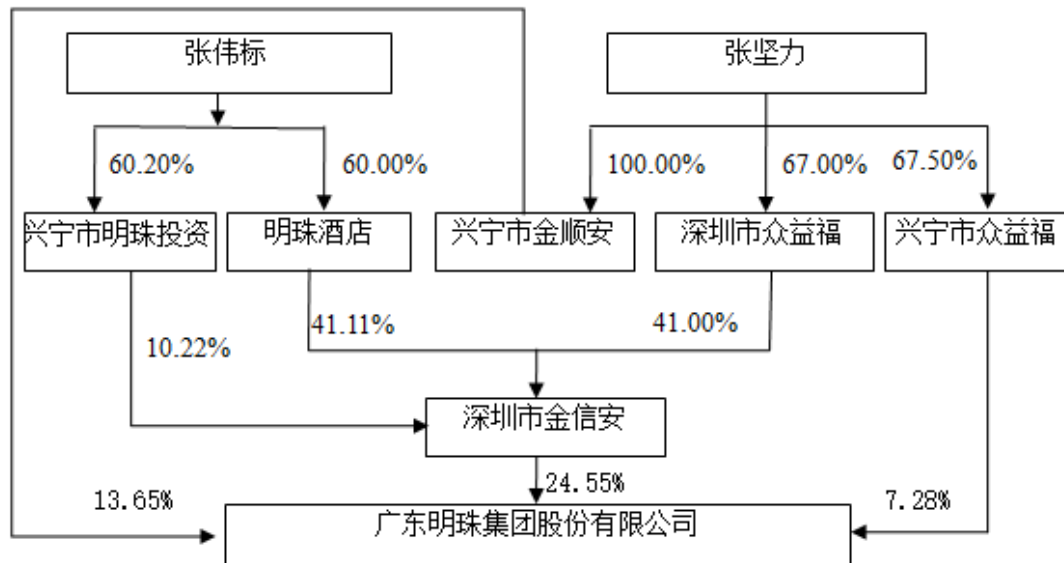 张伟标
张坚力
60.20%
60.00%
100.00%
67.00%
67.50%
兴宁市明珠投资
明珠酒店
兴宁市金顺安
深圳市众益福
兴宁市众益福
41.11%
41.00%
10.22%
深圳市金信安
24.55%
13.65%
7.28%
广东明珠集团股份有限公司